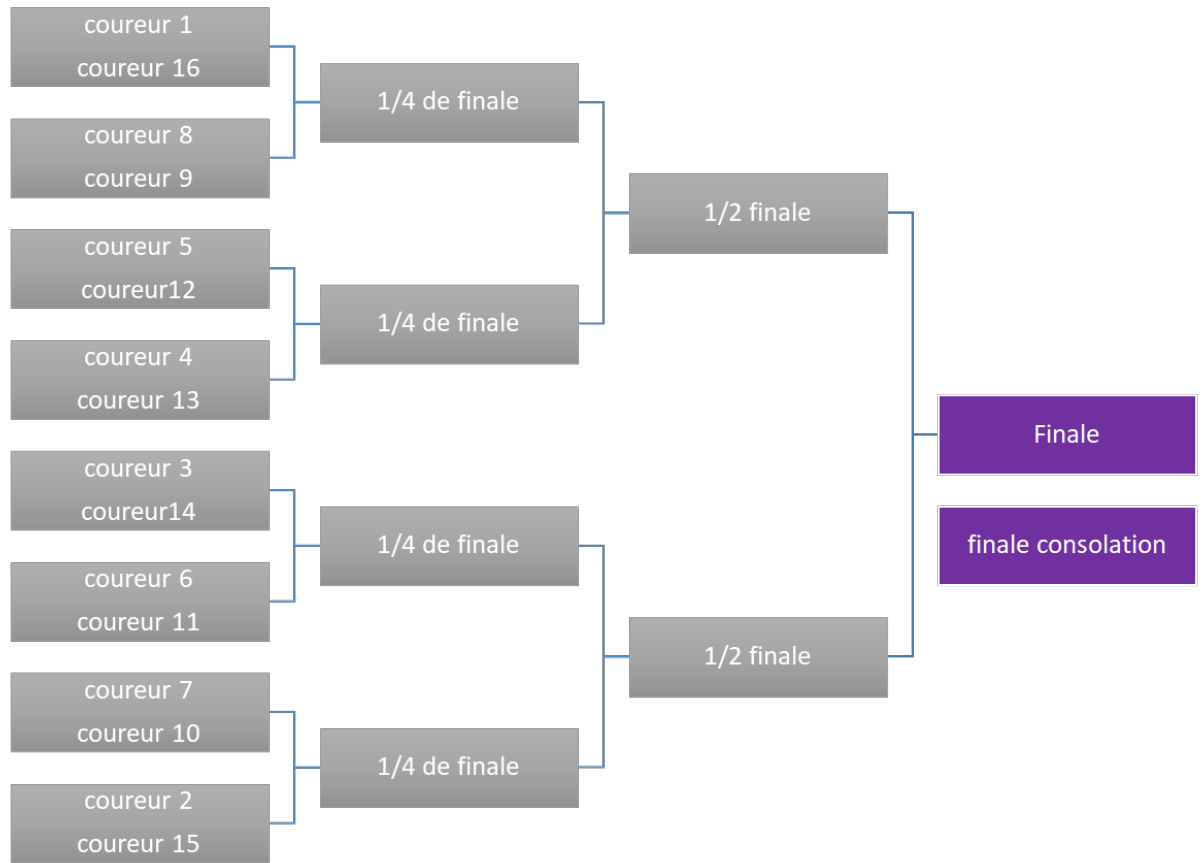 coureur 1
coureur 16
coureur 8
coureur 9
coureur 5
coureur12
coureur 4
coureur 13
coureur 3
coureur14
coureur 6
coureur 11
coureur 7
coureur 10
coureur 2
coureur 15
1/4 de finale
1/4 de finale
1/4 de finale
1/4 de finale
1/2 finale
1/2 finale
Finale
finale consolation